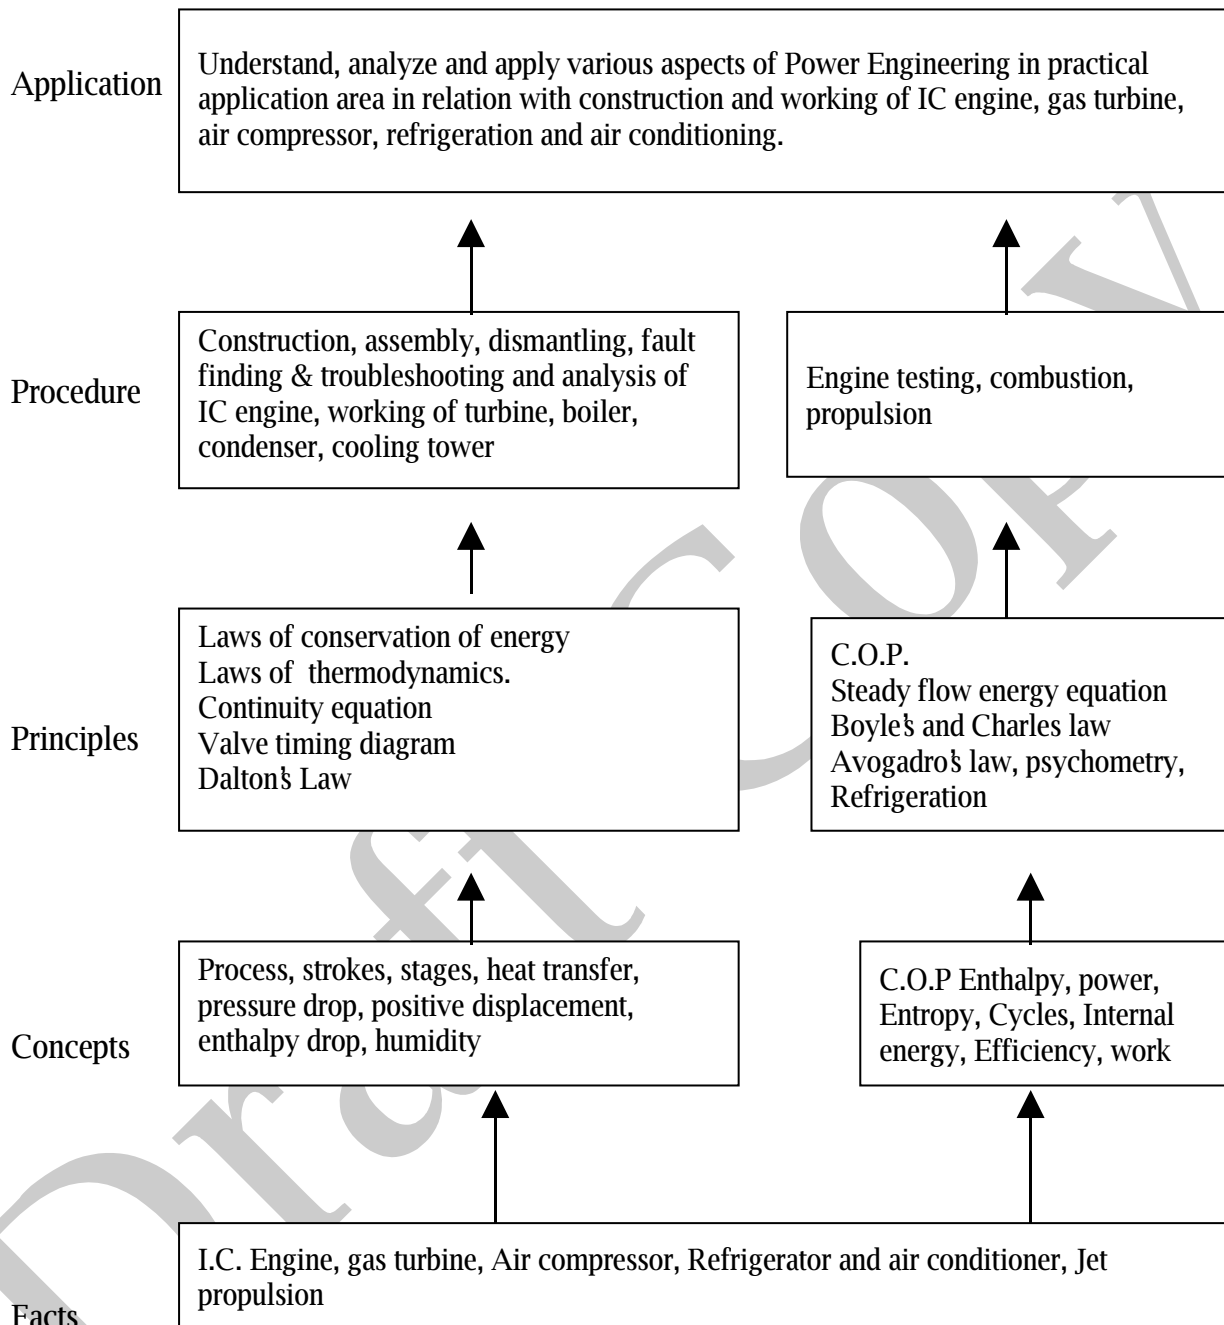 Application
Understand, analyze and apply various aspects of Power Engineering in practical
application area in relation with construction and working of IC engine, gas turbine,
air compressor, refrigeration and air conditioning.
Procedure
Construction, assembly, dismantling, fault
finding & troubleshooting and analysis of
IC engine, working of turbine, boiler,
condenser, cooling tower
Engine testing, combustion,
propulsion
Principles
Laws of conservation of energy
Laws of thermodynamics.
Continuity equation
Valve timing diagram
Dalton's Law
C.O.P.
Steady flow energy equation
Boyle's and Charles law
Avogadro's law, psychometry,
Refrigeration
Concepts
Process, strokes, stages, heat transfer,
pressure drop, positive displacement,
enthalpy drop, humidity
C.O.P Enthalpy, power,
Entropy, Cycles, Internal
energy, Efficiency, work
Facts
I.C. Engine, gas turbine, Air compressor, Refrigerator and air conditioner, Jet
propulsion
Draft Copy